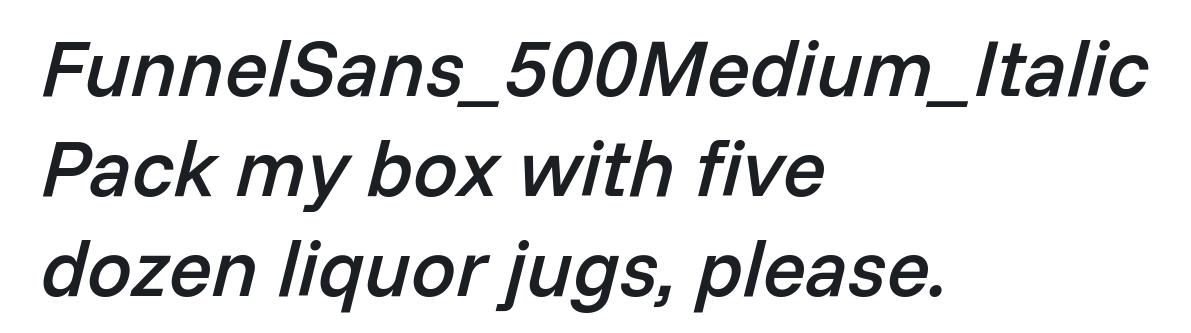 FunnelSans_500Medium_Italic
Pack my box with five
dozen liquor jugs, please.